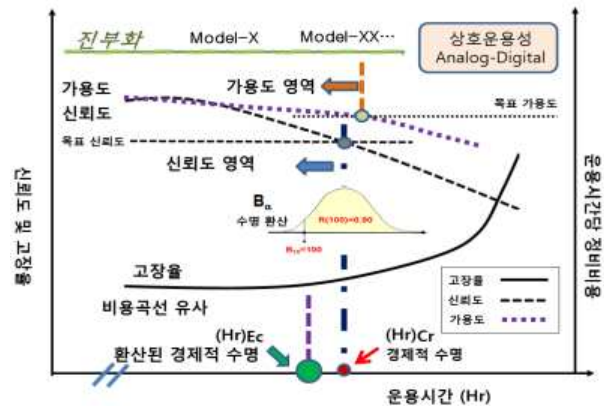 진부화 Model-X Model-XX…
상호운용성
Analog-Digital
가용도
신뢰도
가용도 영역
목표 가용도
목표 신뢰도
신뢰도 영역
Bα
수명 환산
R(100)=0.90
B₁₀=100
신뢰도 및 고장율
운용시간당 정비비용
고장율
비용곡선 유사
고장율
신뢰도
가용도
(Hr)Ec
환산된 경제적 수명
(Hr)Cr
경제적 수명
운용시간 (Hr)